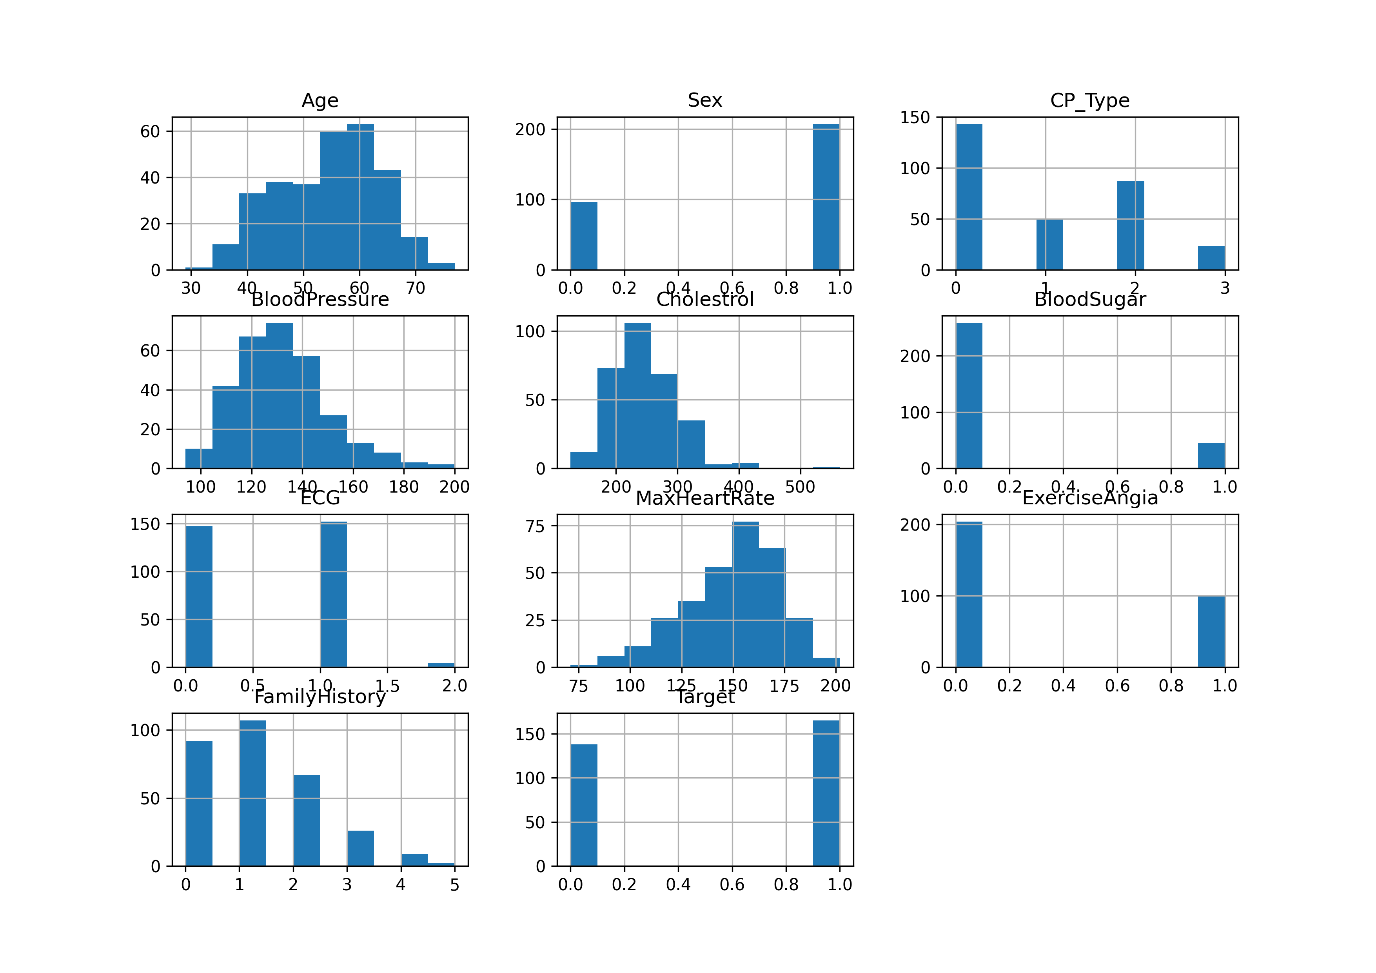 Age
60
40
20
0
30 40 50 60 70
Sex
200
100
0
0.0 0.2 0.4 0.6 0.8 1.0
CP_Type
150
100
50
0
0 1 2 3
BloodPressure
60
40
20
0
100 120 140 160 180 200
Cholestrol
100
50
0
200 300 400 500
BloodSugar
200
100
0
0.0 0.2 0.4 0.6 0.8 1.0
ECG
150
100
50
0
0.0 0.5 1.0 1.5 2.0
MaxHeartRate
75
50
25
0
75 100 125 150 175 200
ExerciseAngia
200
100
0
0.0 0.2 0.4 0.6 0.8 1.0
FamilyHistory
100
50
0
0 1 2 3 4 5
Target
150
100
50
0
0.0 0.2 0.4 0.6 0.8 1.0